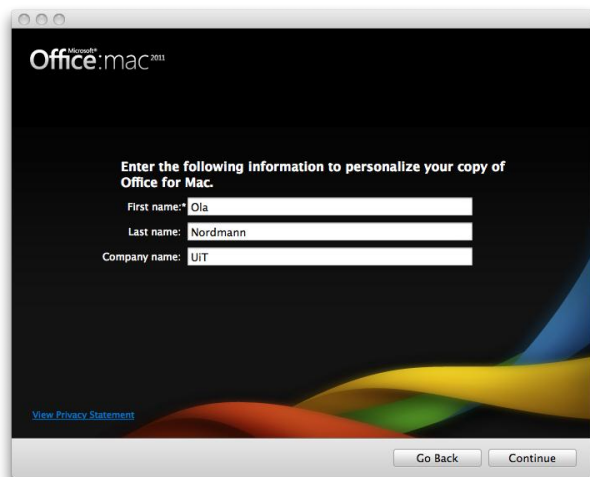 Microsoft®
Office:mac 2011
Enter the following information to personalize your copy of
Office for Mac.
First name:* Ola
Last name: Nordmann
Company name: UiT
View Privacy Statement
Go Back Continue